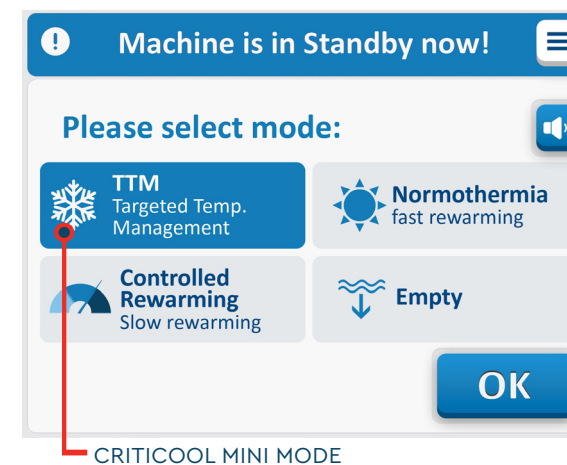 Machine is in Standby now!
Please select mode:
TTM
Targeted Temp.
Management
Normothermia
fast rewarming
Controlled
Rewarming
Slow rewarming
Empty
OK
CRITICOOL MINI MODE